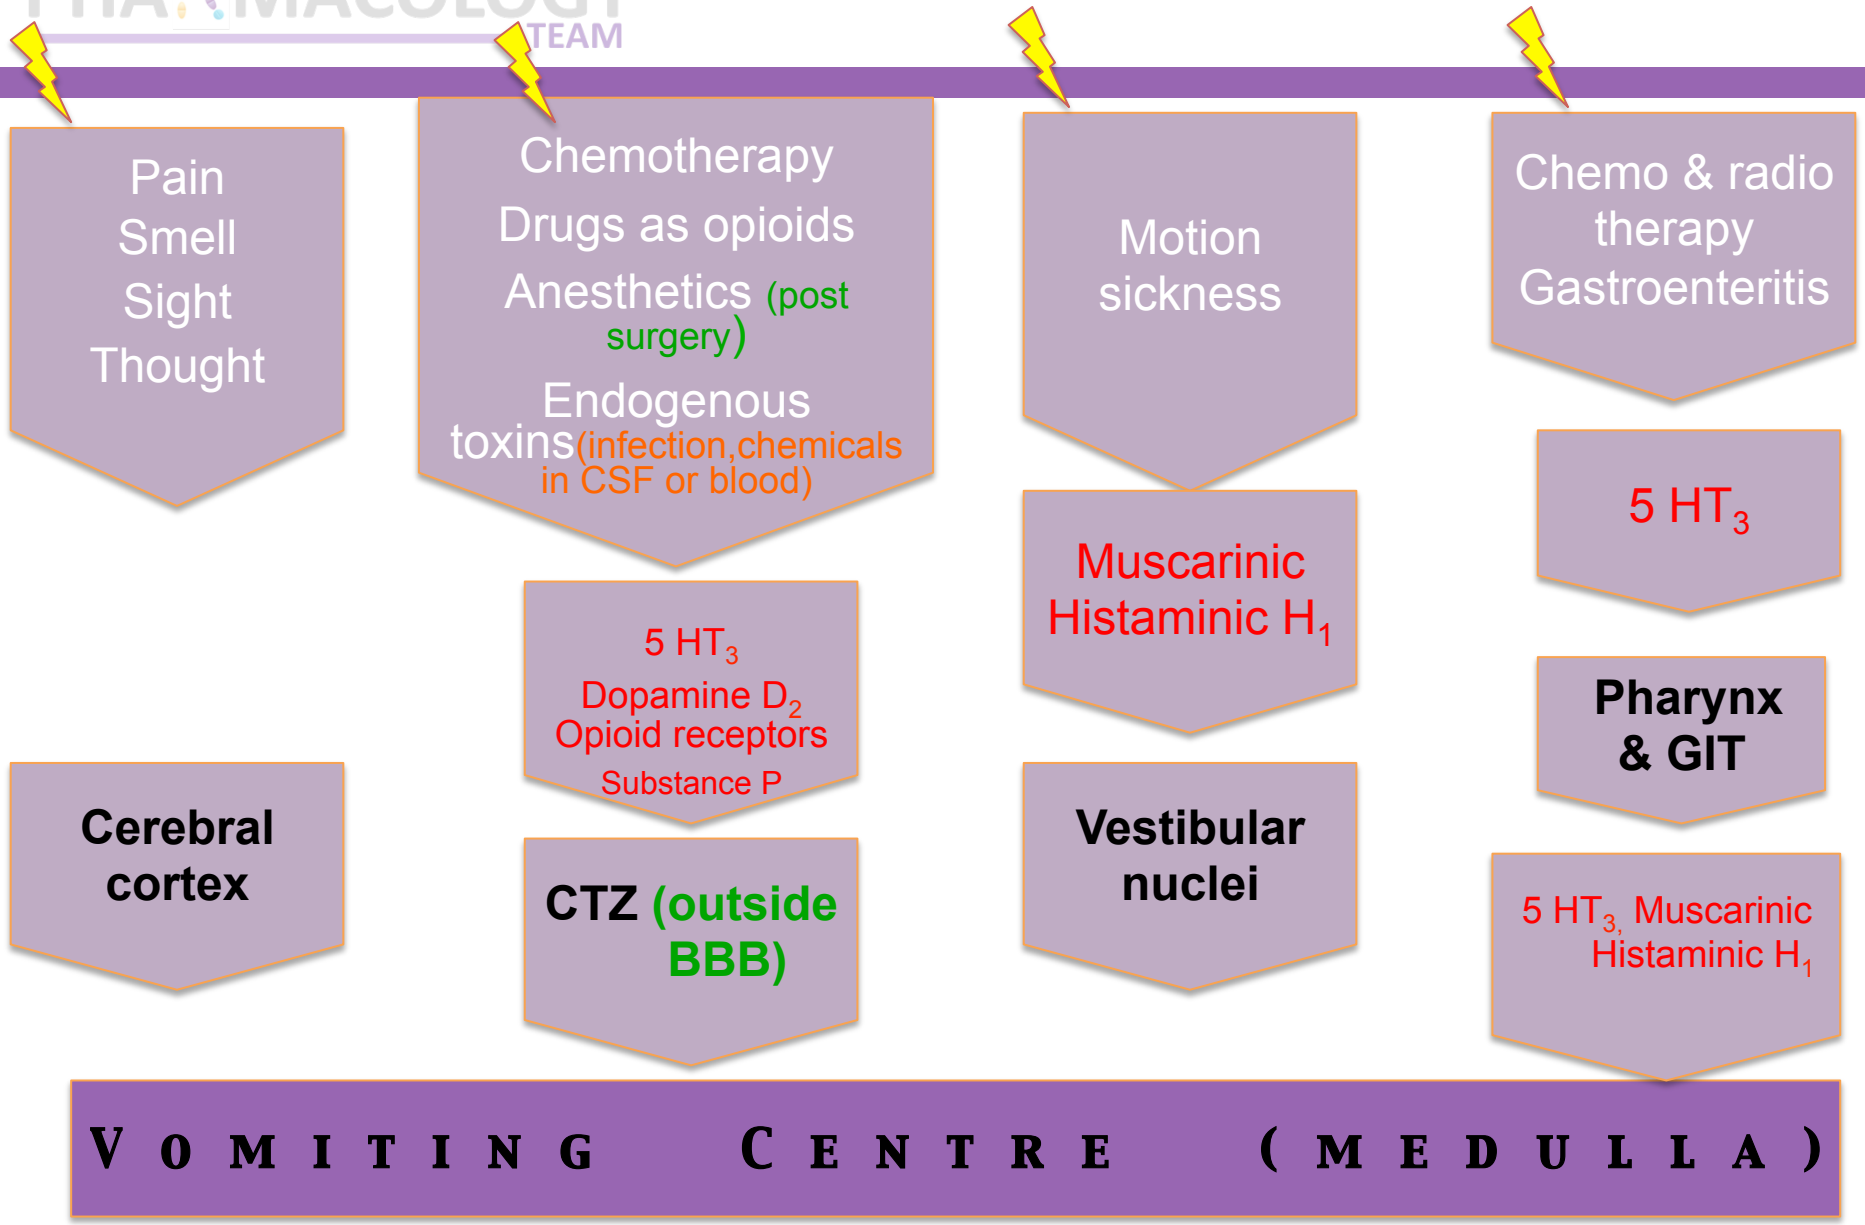 PHARMACOLOGY
TEAM
Pain
Smell
Sight
Thought
Cerebral
cortex
Chemotherapy
Drugs as opioids
Anesthetics (post
surgery)
Endogenous
toxins(infection,chemicals
in CSF or blood)
5 HT3
Dopamine D2
Opioid receptors
Substance P
CTZ (outside
BBB)
Motion
sickness
Muscarinic
Histaminic H1
Vestibular
nuclei
Chemo & radio
therapy
Gastroenteritis
5 HT3
Pharynx
& GIT
5 HT3, Muscarinic
Histaminic H1
VOMITING CENTRE (MEDULLA)